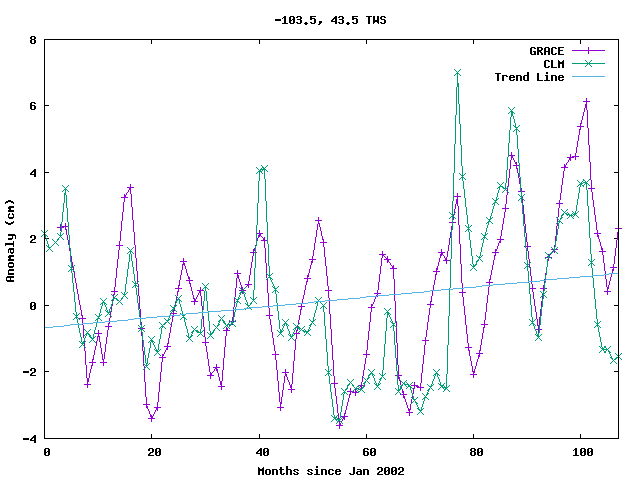 -103.5, 43.5 TWS
GRACE
CLM
Trend Line
8
6
4
2
0
-2
-4
Anomaly (cm)
0 20 40 60 80 100
Months since Jan 2002